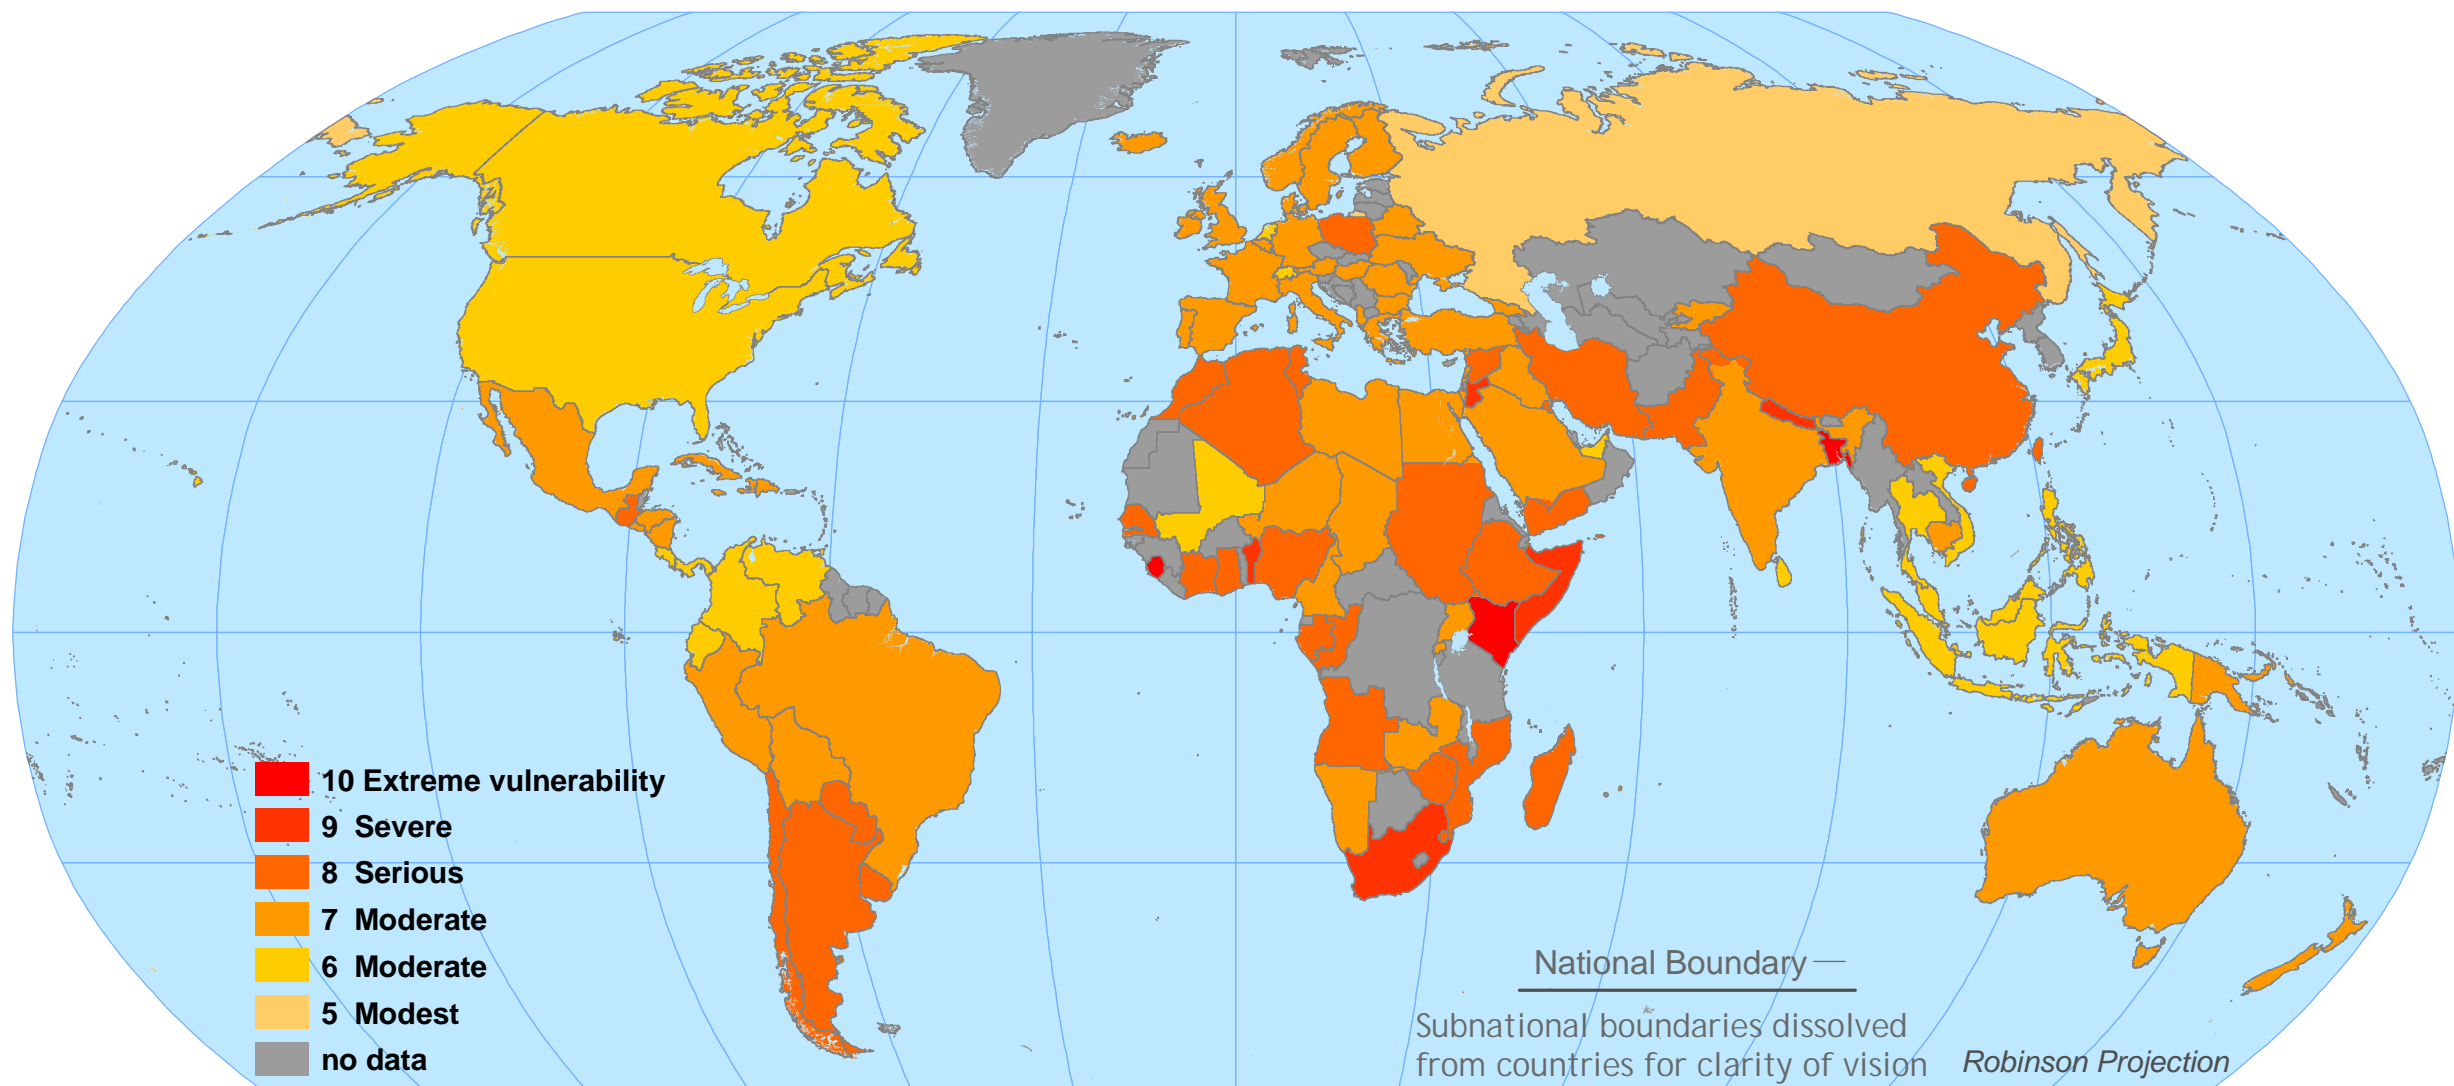 10 Extreme vulnerability
9 Severe
8 Serious
7 Moderate
6 Moderate
5 Modest
no data
National Boundary
Subnational boundaries dissolved
from countries for clarity of vision
Robinson Projection